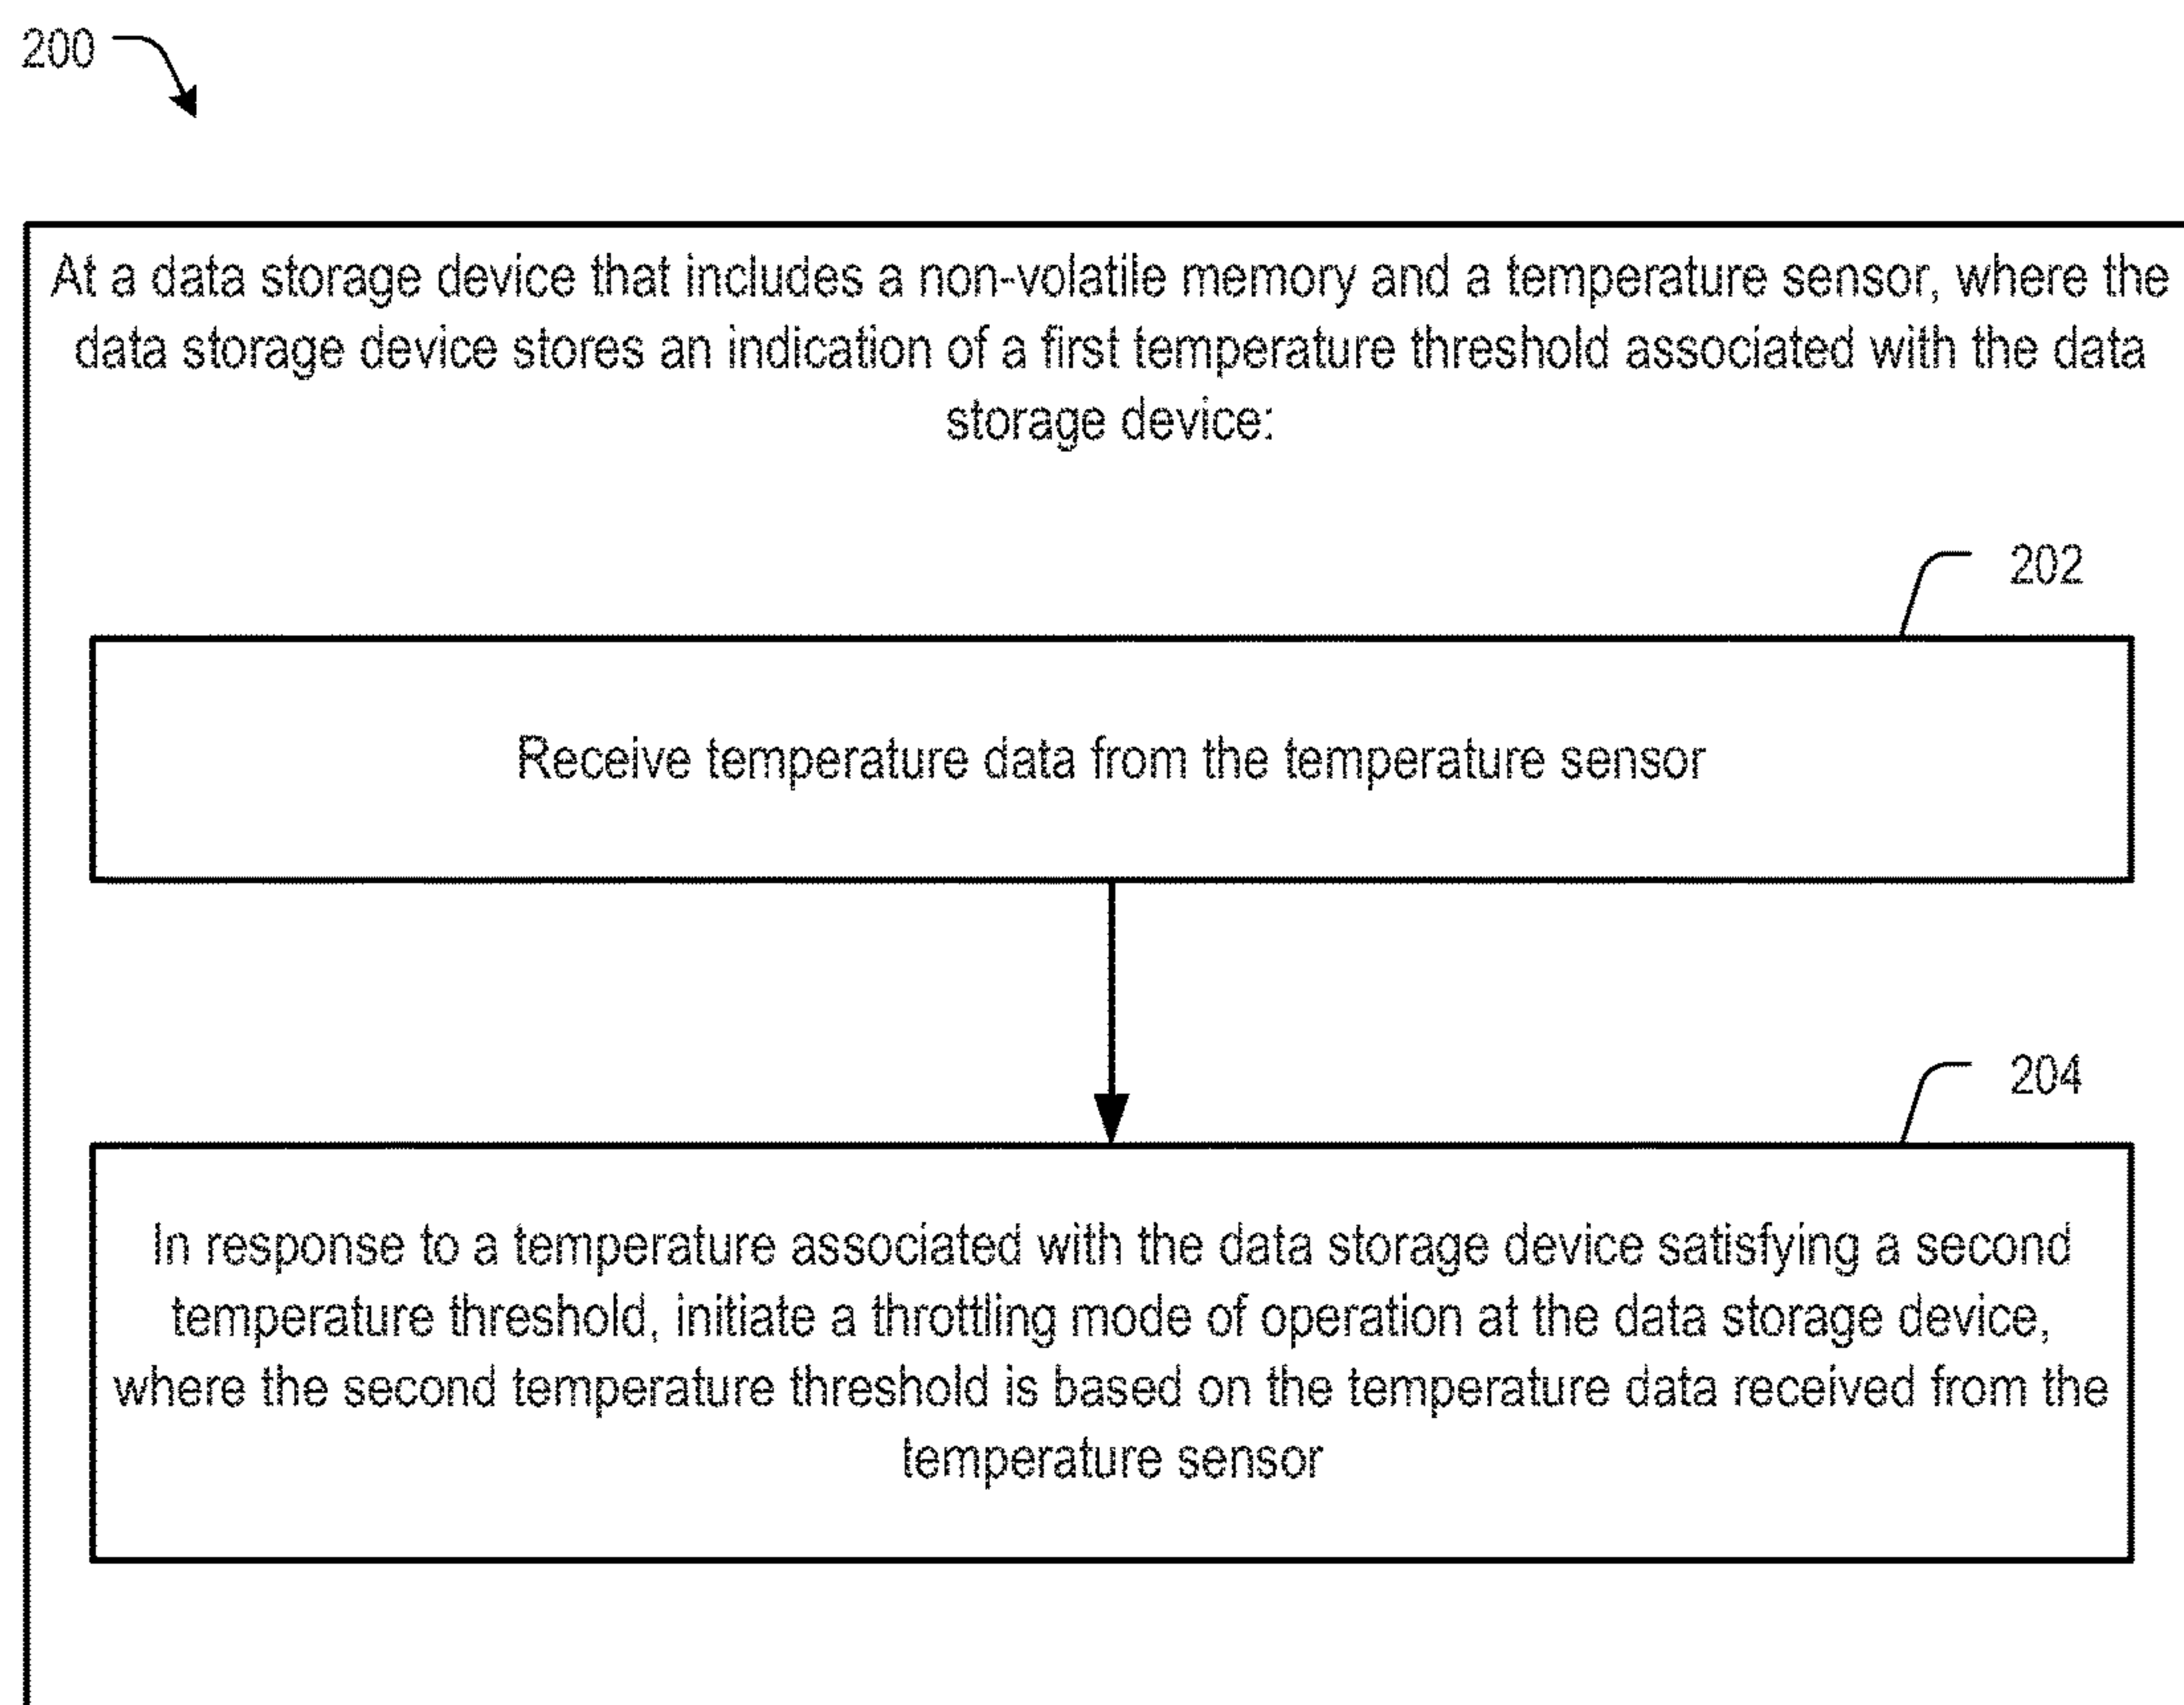 200
At a data storage device that includes a non-volatile memory and a temperature sensor, where the
data storage device stores an indication of a first temperature threshold associated with the data
storage device:
202
Receive temperature data from the temperature sensor
204
In response to a temperature associated with the data storage device satisfying a second
temperature threshold, initiate a throttling mode of operation at the data storage device,
where the second temperature threshold is based on the temperature data received from the
temperature sensor